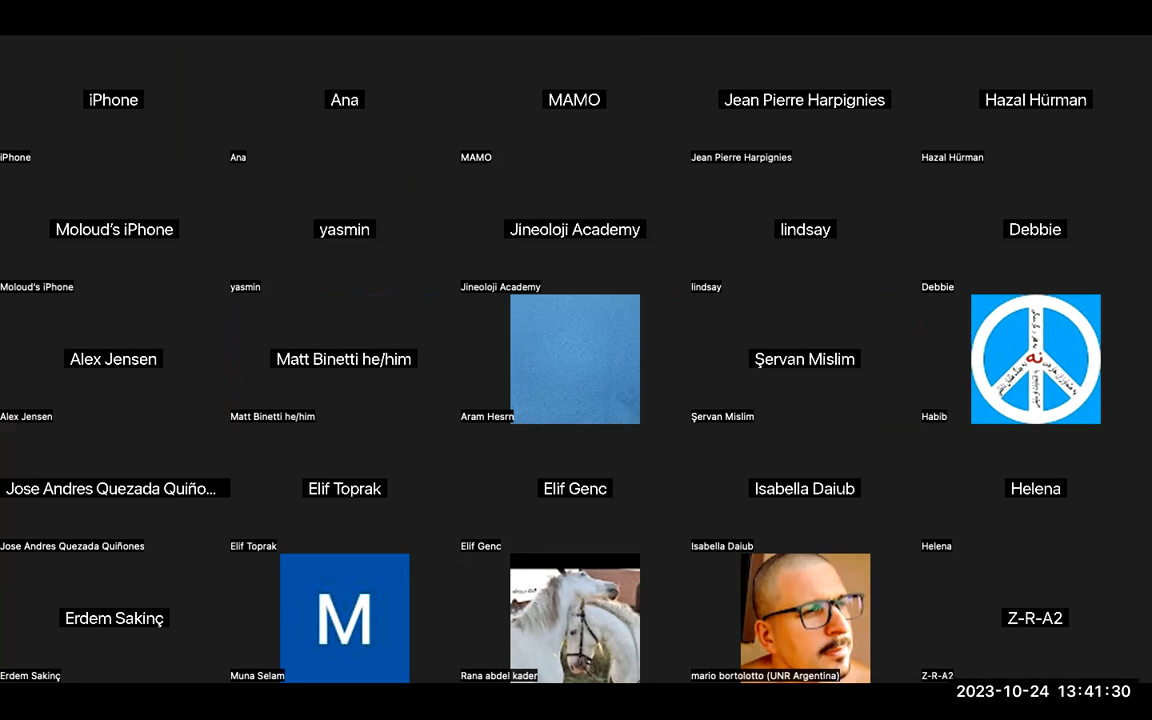 iPhone
Ana
MAMO
Jean Pierre Harpignies
Hazal Hürman
iPhone
Ana
MAMO
Jean Pierre Harpignies
Hazal Hürman
Moloud’s iPhone
yasmin
Jineoloji Academy
lindsay
Debbie
Moloud's iPhone
yasmin
Jineoloji Academy
lindsay
Debbie
Alex Jensen
Matt Binetti he/him
Şervan Mislim
نه
Alex Jensen
Matt Binetti he/him
Aram Hesrn
Şervan Mislim
Habib
Jose Andres Quezada Quiño...
Elif Toprak
Elif Genc
Isabella Daiub
Helena
Jose Andres Quezada Quiñones
Elif Toprak
Elif Genc
Isabella Daiub
Helena
Erdem Sakinç
M
Z-R-A2
Erdem Sakinç
Muna Selam
Rana abdel kader
mario bortolotto (UNR Argentina)
Z-R-A2
2023-10-24 13:41:30